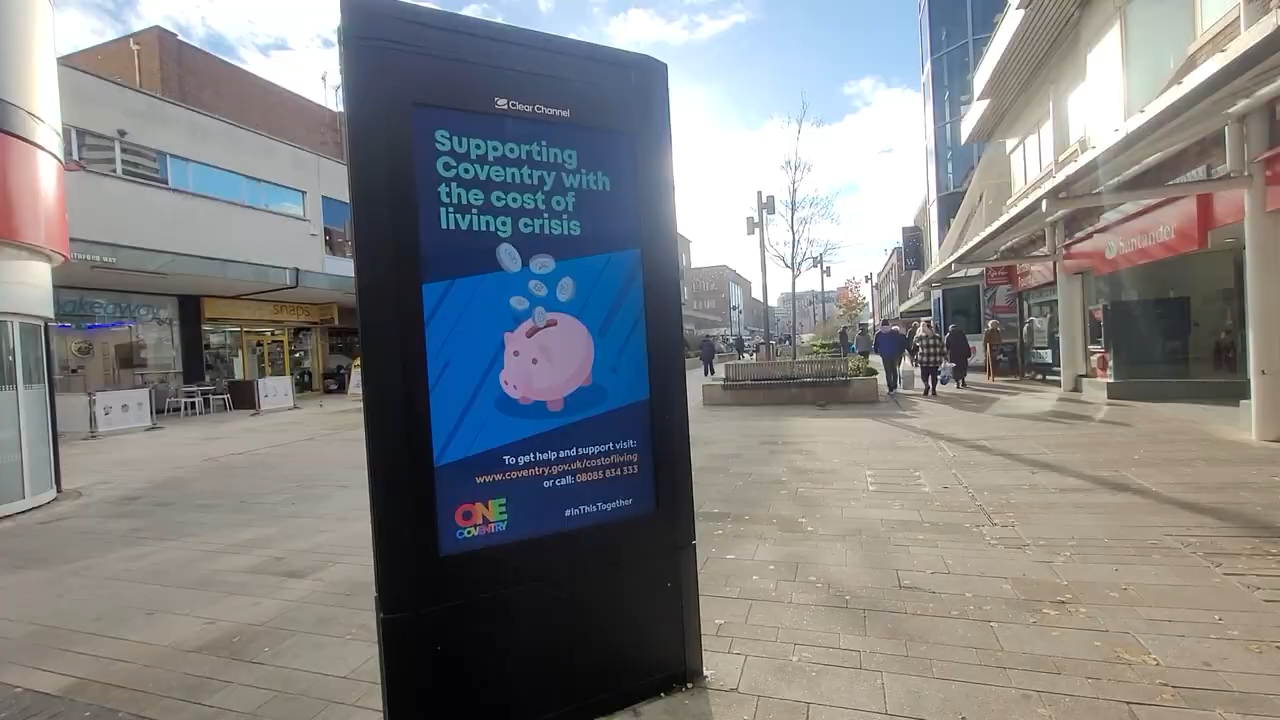 Clear Channel
Supporting
Coventry with
the cost of
living crisis
To get help and support visit:
www.coventry.gov.uk/costofliving
or call: 08085 834 333
ONE
COVENTRY
#InThisTogether
snaps
Santander
W